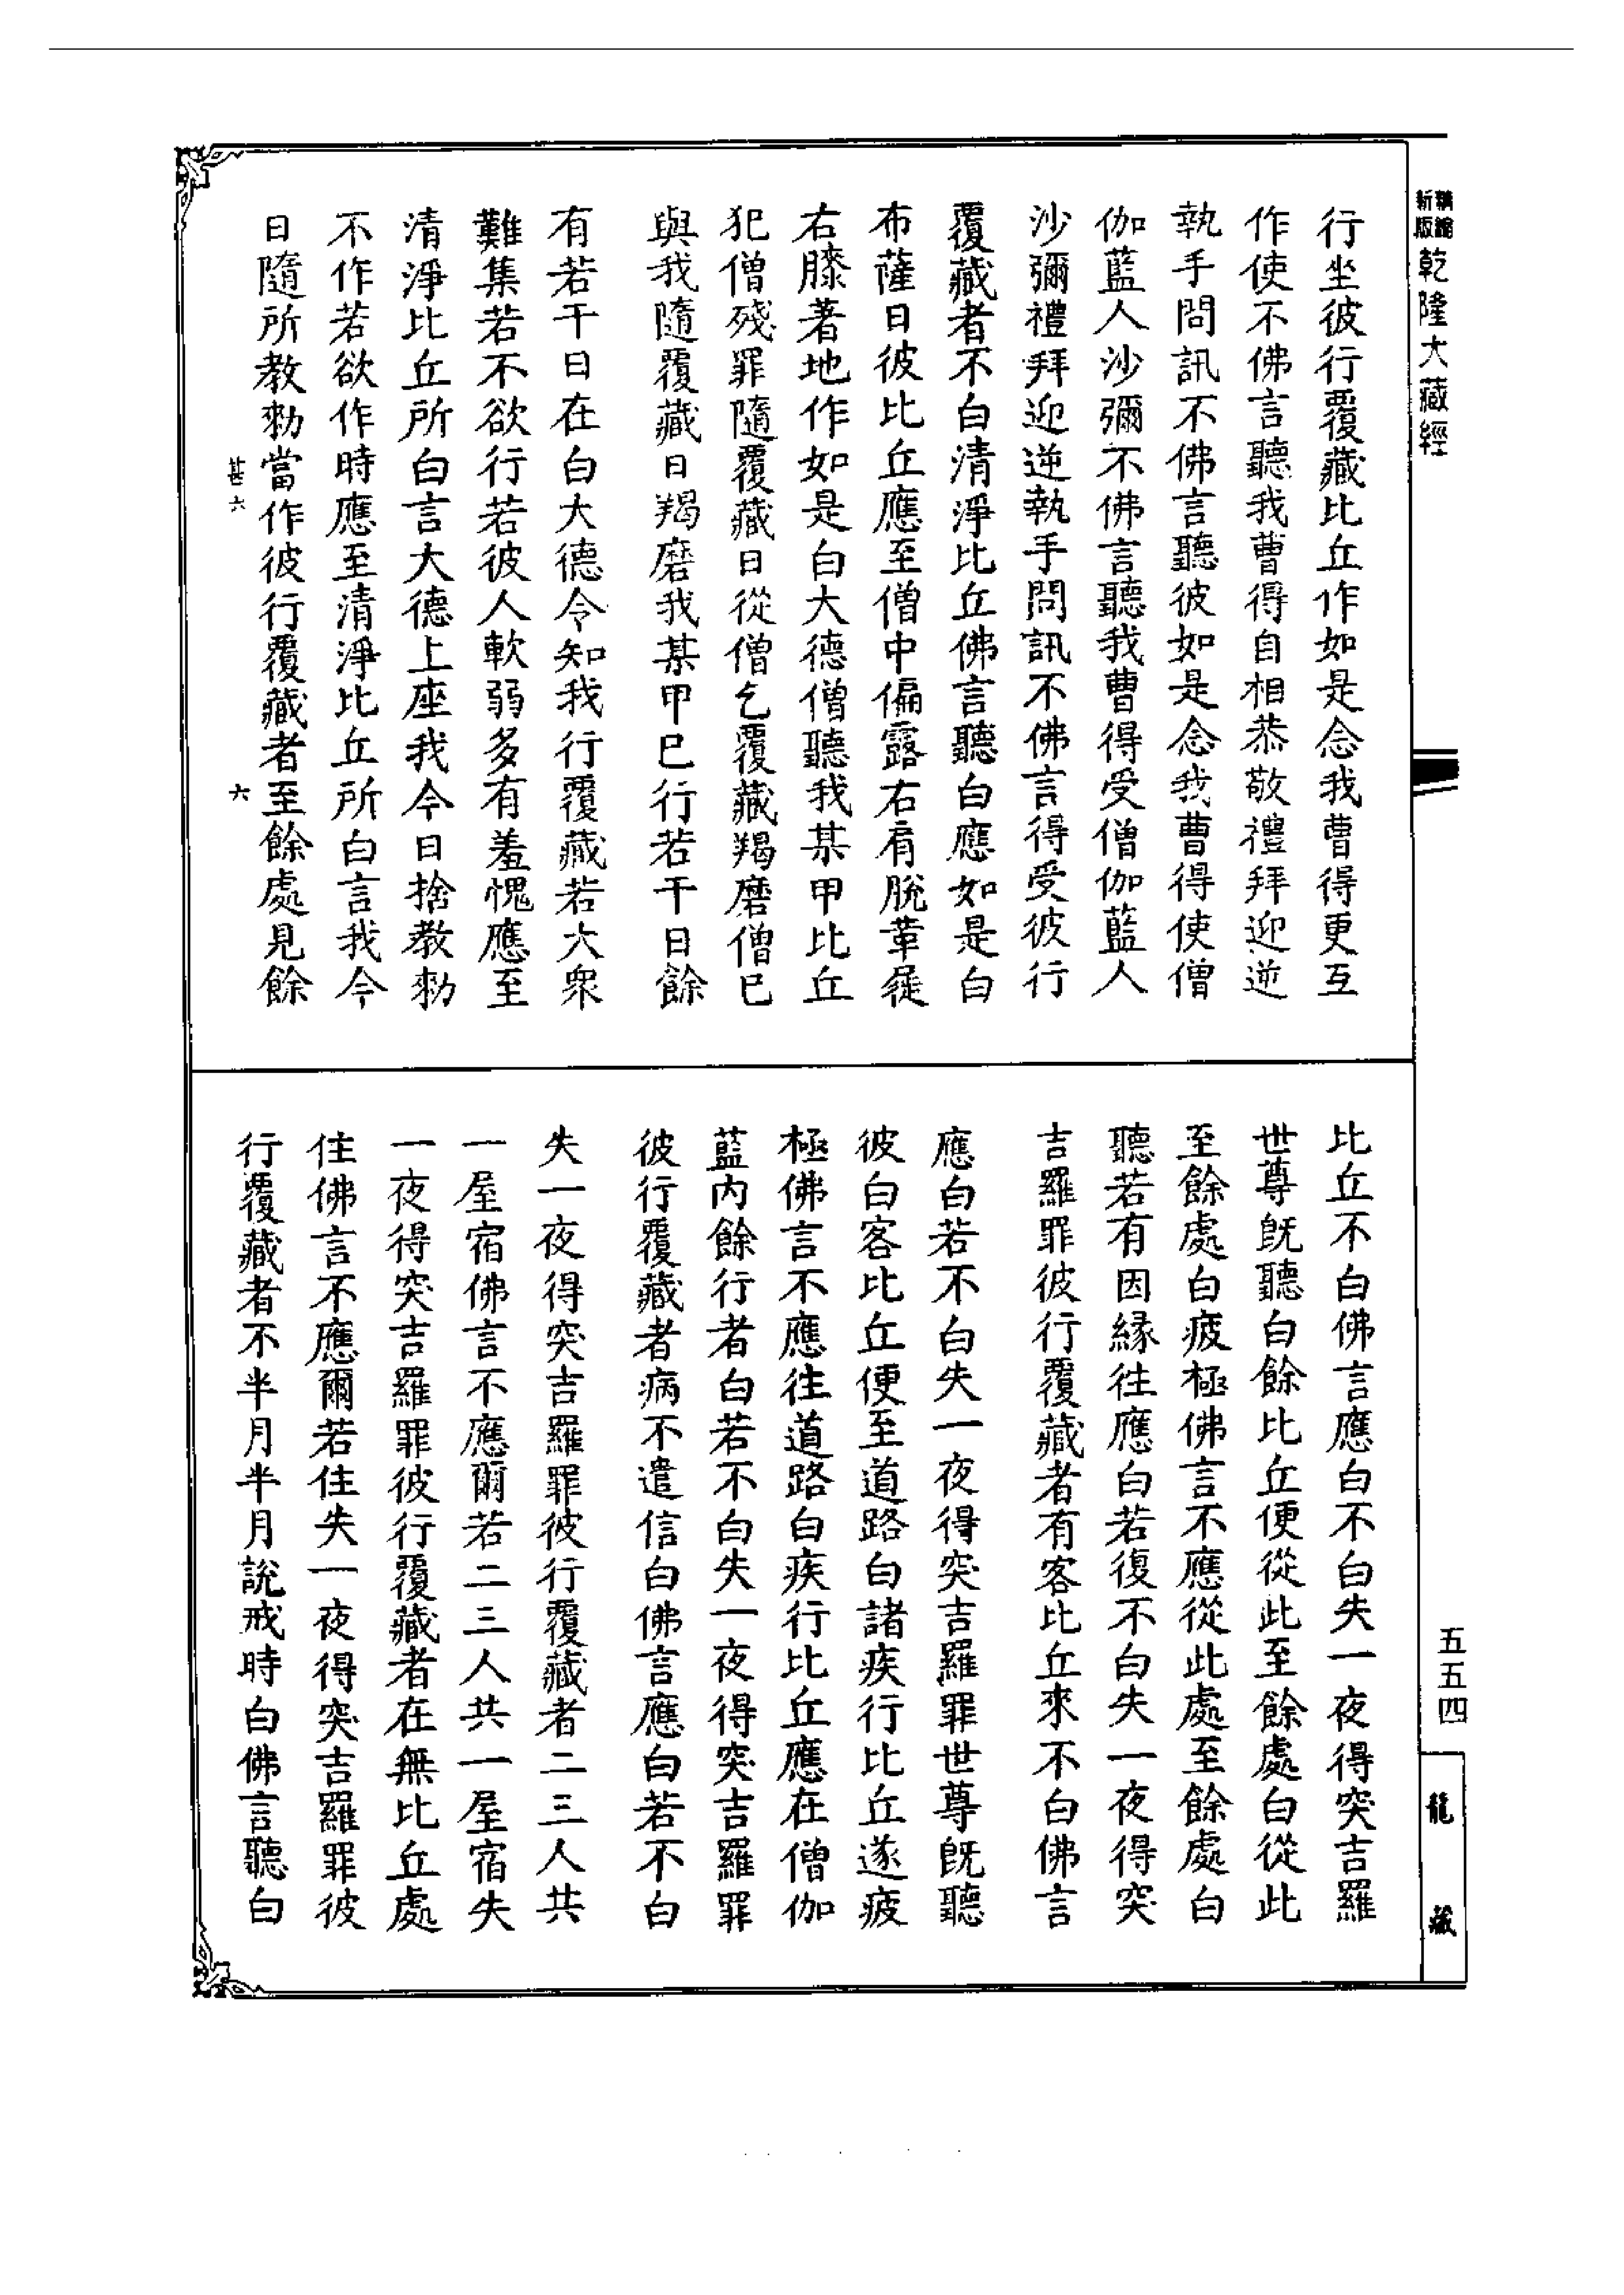 新版精縮乾隆大藏經
行坐彼行覆藏比丘作如是念我曹得更互
作使不佛言聽我曹得自相恭敬禮拜迎逆
執手問訊不佛言聽彼如是念我曹得使僧
伽藍人沙彌不佛言聽我曹得受僧伽藍人
沙彌禮拜迎逆執手問訊不佛言得受彼行
覆藏者不白清淨比丘佛言聽白應如是白
布薩日彼比丘應至僧中偏露右肩脫革屣
右膝著地作如是白大德僧聽我某甲比丘
犯僧殘罪隨覆藏日從僧乞覆藏羯磨僧已
與我隨覆藏日羯磨我某甲已行若干日餘
有若干日在白大德令知我行覆藏若大眾
難集若不欲行若彼人軟弱多有羞愧應至
清淨比丘所白言大德上座我今日捨教勑
不作若欲作時應至清淨比丘所白言我今
日隨所教勑當作彼行覆藏者至餘處見餘
甚六
六
比丘不白佛言應白不白失一夜得突吉羅
世尊既聽白餘比丘便從此至餘處白從此
至餘處白疲極佛言不應從此處至餘處白
聽若有因緣往應白若復不白失一夜得突
吉羅罪彼行覆藏者有客比丘來不白佛言
應白若不白失一夜得突吉羅罪世尊既聽
彼白客比丘便至道路白諸疾行比丘遂疲
極佛言不應往道路白疾行比丘應在僧伽
藍內餘行者白若不白失一夜得突吉羅罪
彼行覆藏者病不遣信白佛言應白若不白
失一夜得突吉羅罪彼行覆藏者二三人共
一屋宿佛言不應爾若二三人共一屋宿失
一夜得突吉羅罪彼行覆藏者在無比丘處
住佛言不應爾若住失一夜得突吉羅罪彼
行覆藏者不半月半月說戒時白佛言聽白
五五四
龍藏